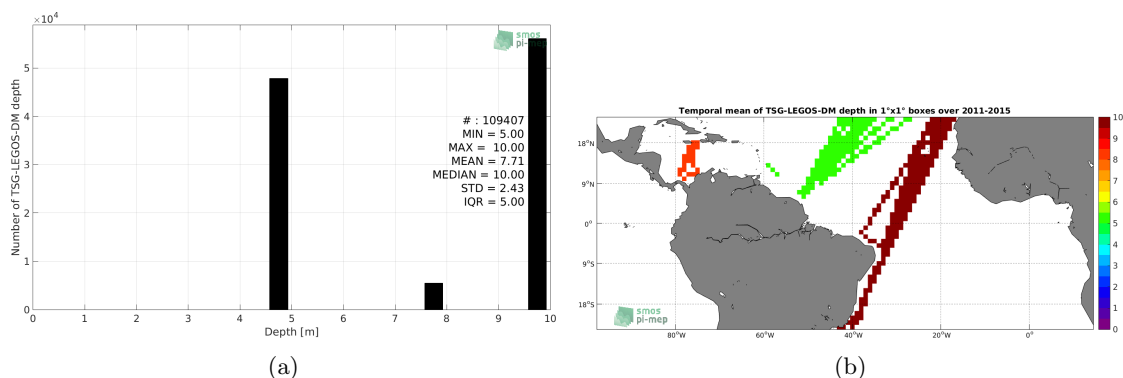 ×10⁴
5
4
3
2
1
0
Number of TSG-LEGOS-DM depth
smos
pi-mep
# : 109407
MIN = 5.00
MAX = 10.00
MEAN = 7.71
MEDIAN = 10.00
STD = 2.43
IQR = 5.00
0 1 2 3 4 5 6 7 8 9 10
Depth [m]
(a)
Temporal mean of TSG-LEGOS-DM depth in 1°x1° boxes over 2011-2015
18°N
9°N
0°
9°S
18°S
smos
pi-mep
80°W 60°W 40°W 20°W 0°
10
9
8
7
6
5
4
3
2
1
0
(b)